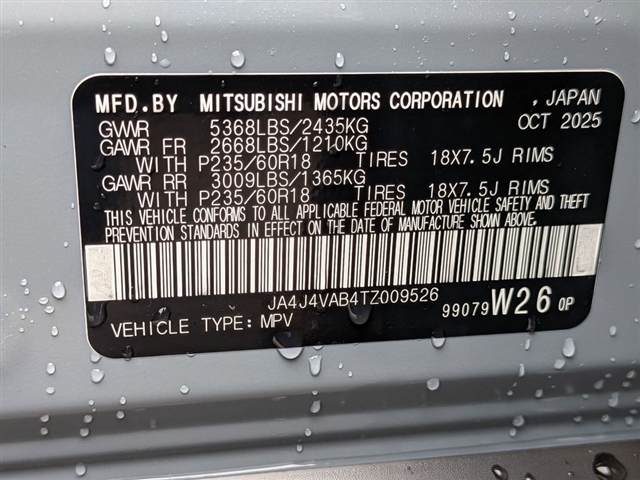 MFD.BY MITSUBISHI MOTORS CORPORATION , JAPAN
GVWR 5368LBS/2435KG OCT 2025
GAWR FR 2668LBS/1210KG
WITH P235/60R18 TIRES 18X7.5J RIMS
GAWR RR 3009LBS/1365KG
WITH P235/60R18 TIRES 18X7.5J RIMS
THIS VEHICLE CONFORMS TO ALL APPLICABLE FEDERAL MOTOR VEHICLE SAFETY AND THEFT
PREVENTION STANDARDS IN EFFECT ON THE DATE OF MANUFACTURE SHOWN ABOVE.
JA4J4VAB4TZ009526
VEHICLE TYPE: MPV 99079 W26 OP